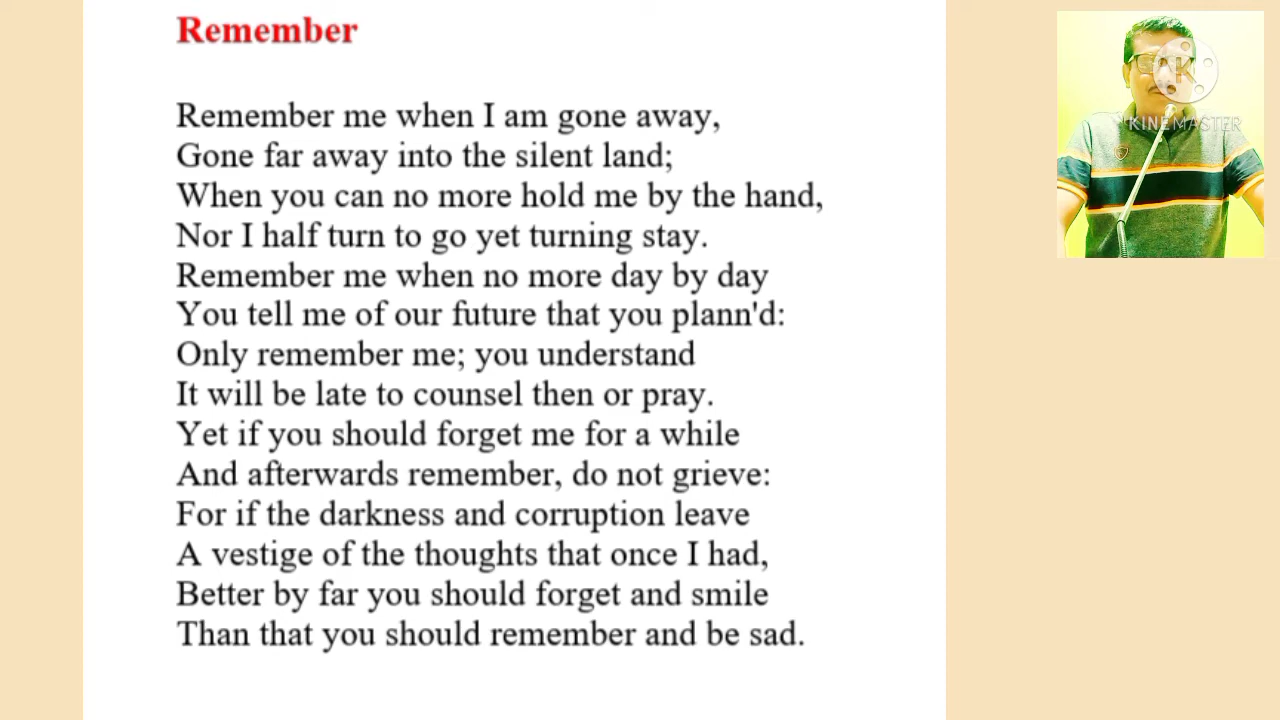 Remember
Remember me when I am gone away,
Gone far away into the silent land;
When you can no more hold me by the hand,
Nor I half turn to go yet turning stay.
Remember me when no more day by day
You tell me of our future that you plann'd:
Only remember me; you understand
It will be late to counsel then or pray.
Yet if you should forget me for a while
And afterwards remember, do not grieve:
For if the darkness and corruption leave
A vestige of the thoughts that once I had,
Better by far you should forget and smile
Than that you should remember and be sad.
K
KINEMASTER